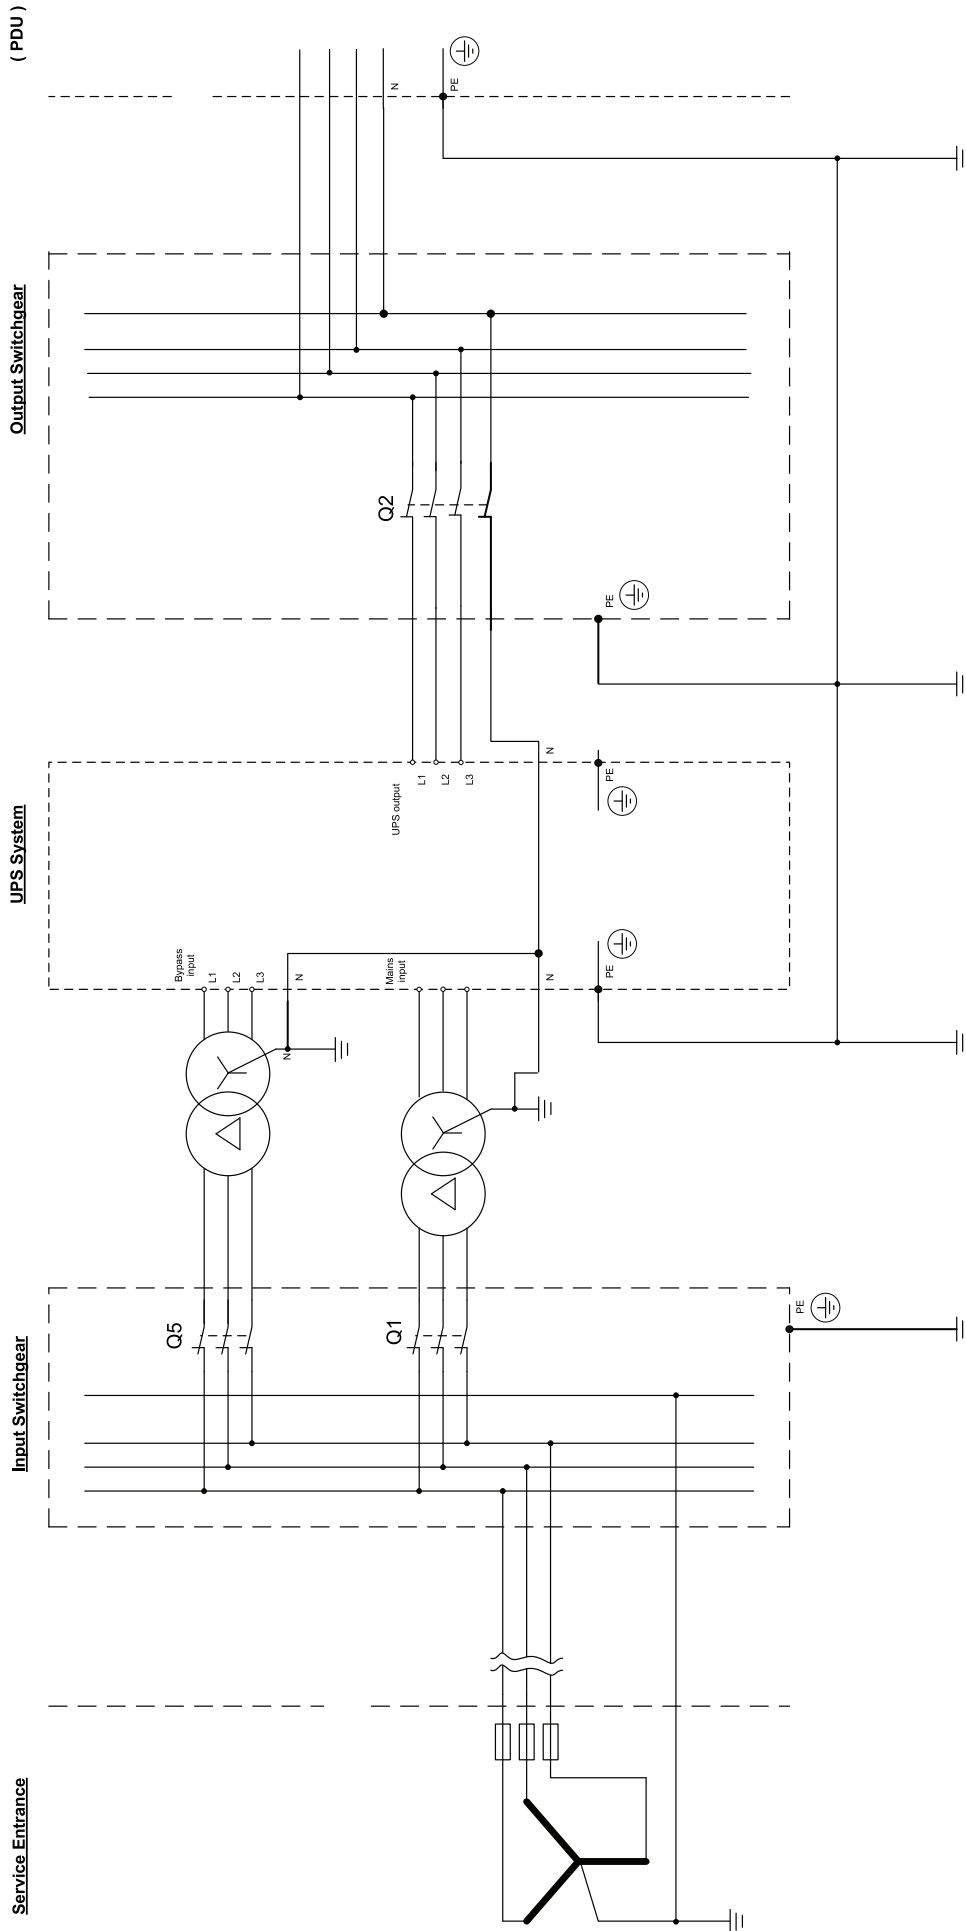 ( PDU )
N
PE
Output Switchgear
Q2
PE
UPS System
N
L1
L2
L3
UPS output
PE
Bypass
input
L1
L2
L3
N
Mains
input
N
PE
N
Input Switchgear
Q5
Q1
PE
Service Entrance